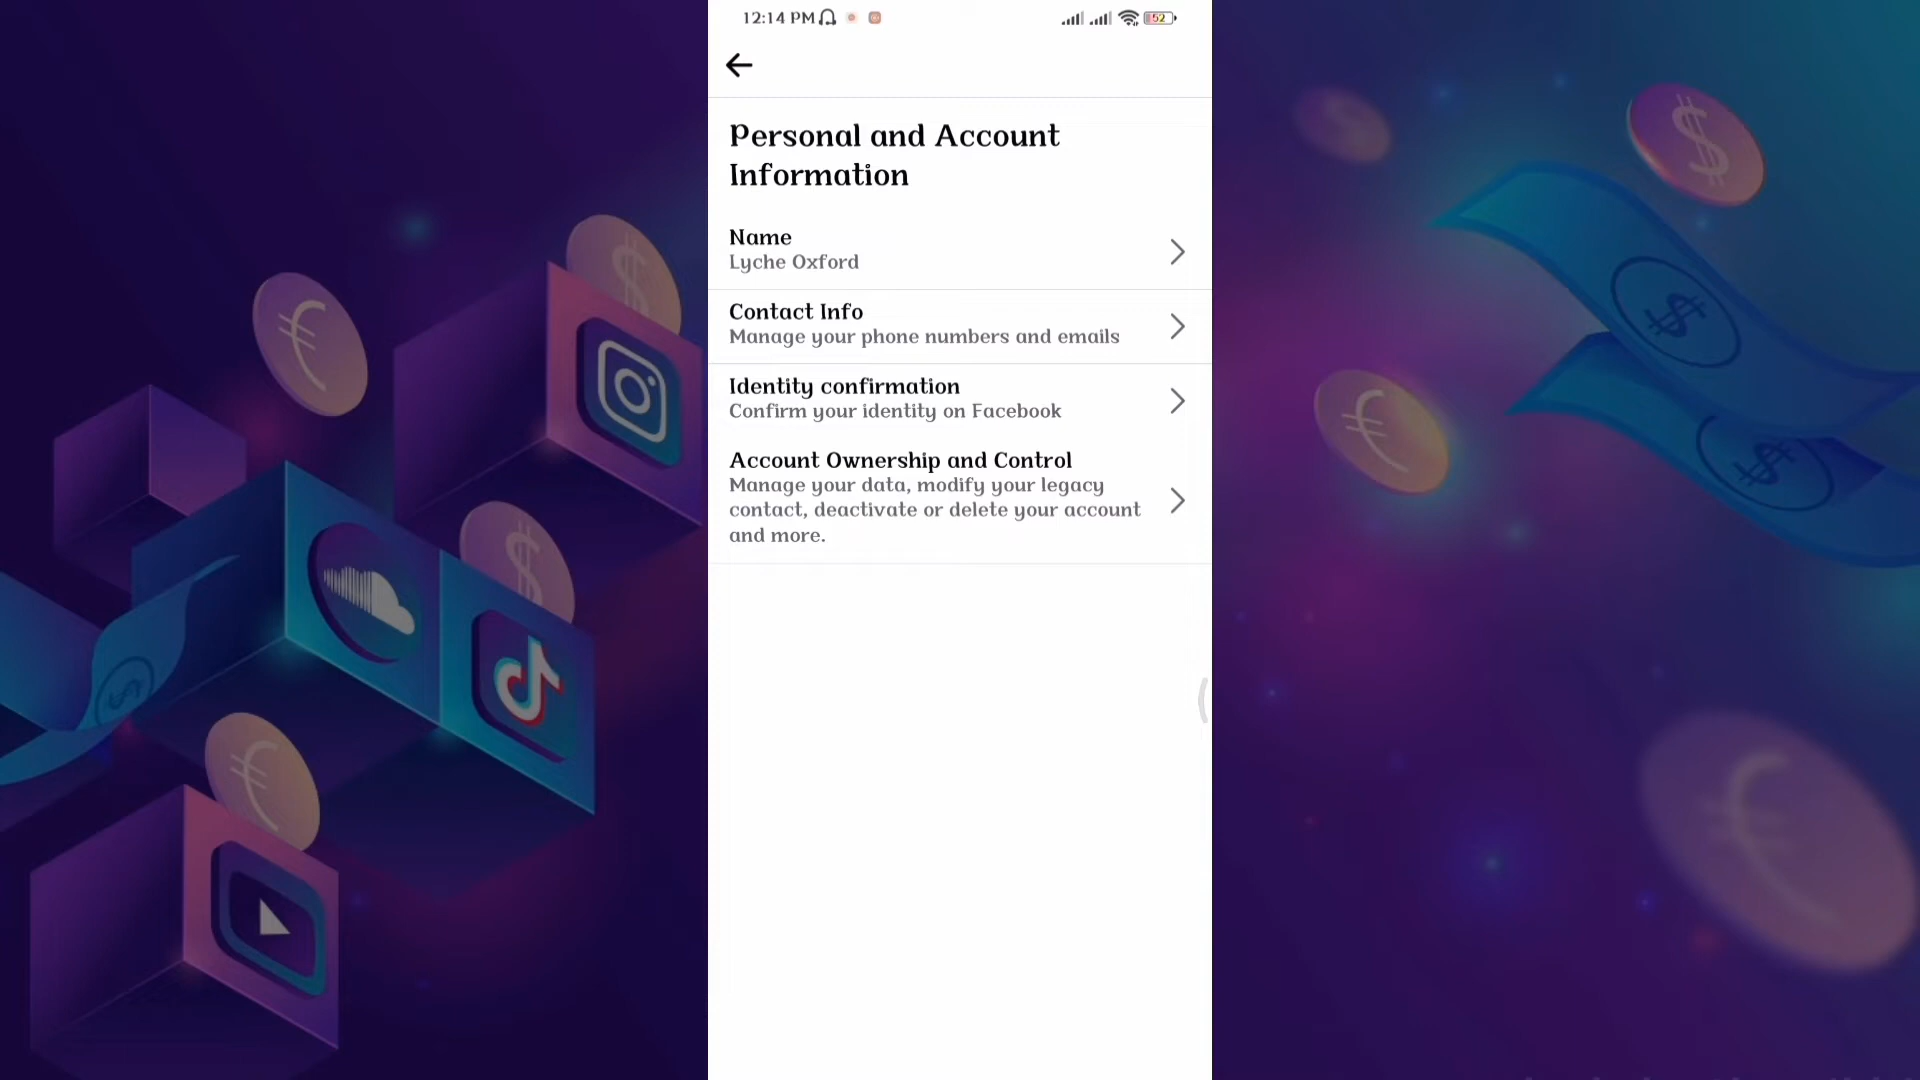 12:14 PM
52
Personal and Account
Information
Name
Lyche Oxford
Contact Info
Manage your phone numbers and emails
Identity confirmation
Confirm your identity on Facebook
Account Ownership and Control
Manage your data, modify your legacy
contact, deactivate or delete your account
and more.